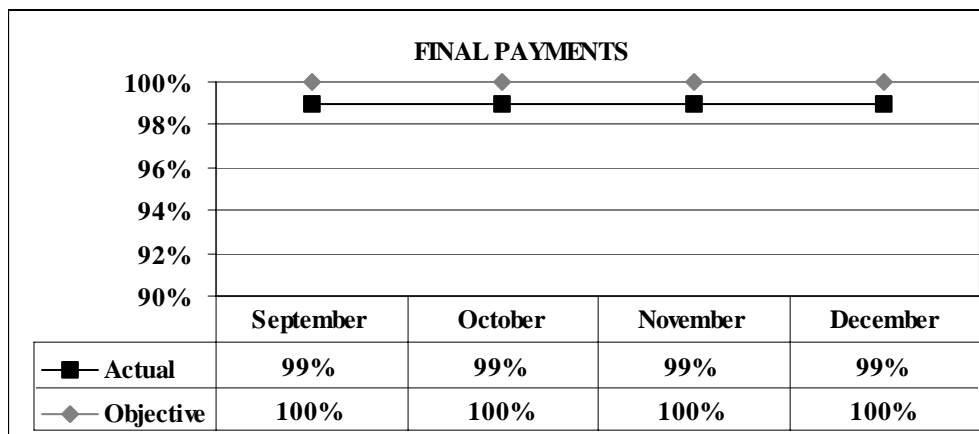 FINAL PAYMENTS
100%
98%
96%
94%
92%
90%
September October November December
Actual 99% 99% 99% 99%
Objective 100% 100% 100% 100%